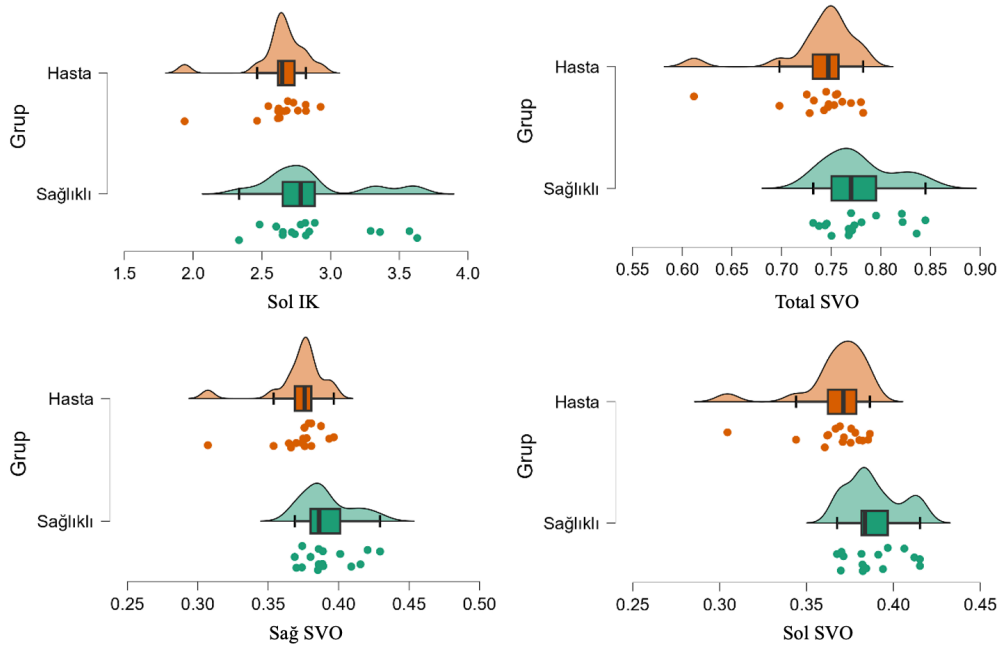 Hasta
Grup
Sağlıklı
1.5 2.0 2.5 3.0 3.5 4.0
Sol IK
Hasta
Grup
Sağlıklı
0.55 0.60 0.65 0.70 0.75 0.80 0.85 0.90
Total SVO
Hasta
Grup
Sağlıklı
0.25 0.30 0.35 0.40 0.45 0.50
Sağ SVO
Hasta
Grup
Sağlıklı
0.25 0.30 0.35 0.40 0.45
Sol SVO